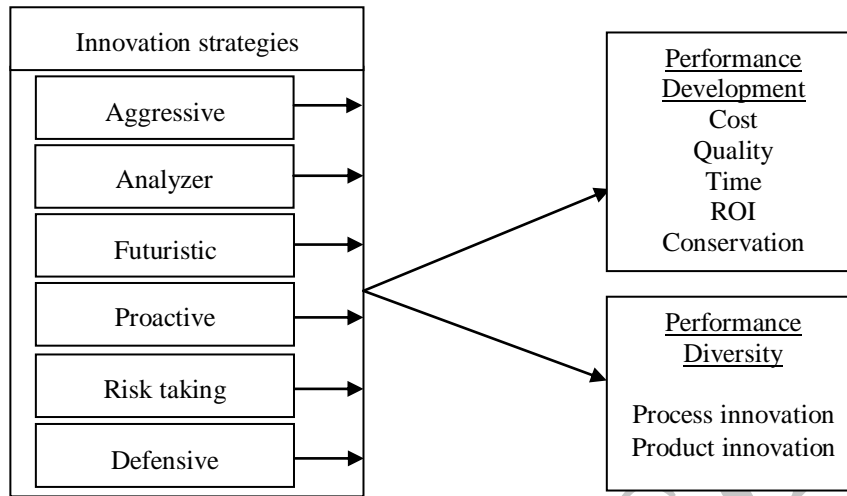 Innovation strategies
Aggressive
Analyzer
Futuristic
Proactive
Risk taking
Defensive
Performance
Development
Cost
Quality
Time
ROI
Conservation
Performance
Diversity
Process innovation
Product innovation